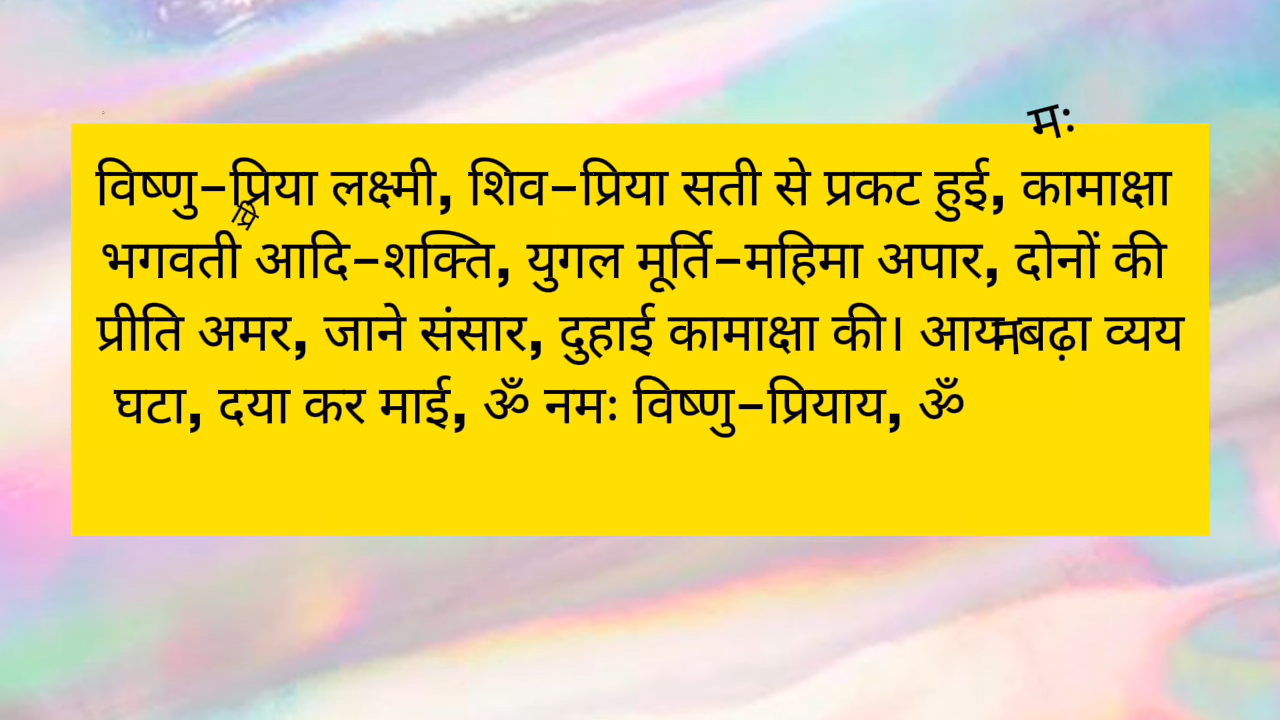 मः
विष्णु-प्रिया लक्ष्मी, शिव-प्रिया सती से प्रकट हुई, कामाक्षा
प्रि
भगवती आदि-शक्ति, युगल मूर्ति-महिमा अपार, दोनों की
प्रीति अमर, जाने संसार, दुहाई कामाक्षा की। आय बढ़ा व्यय
न
घटा, दया कर माई, ॐ नमः विष्णु-प्रियाय, ॐ